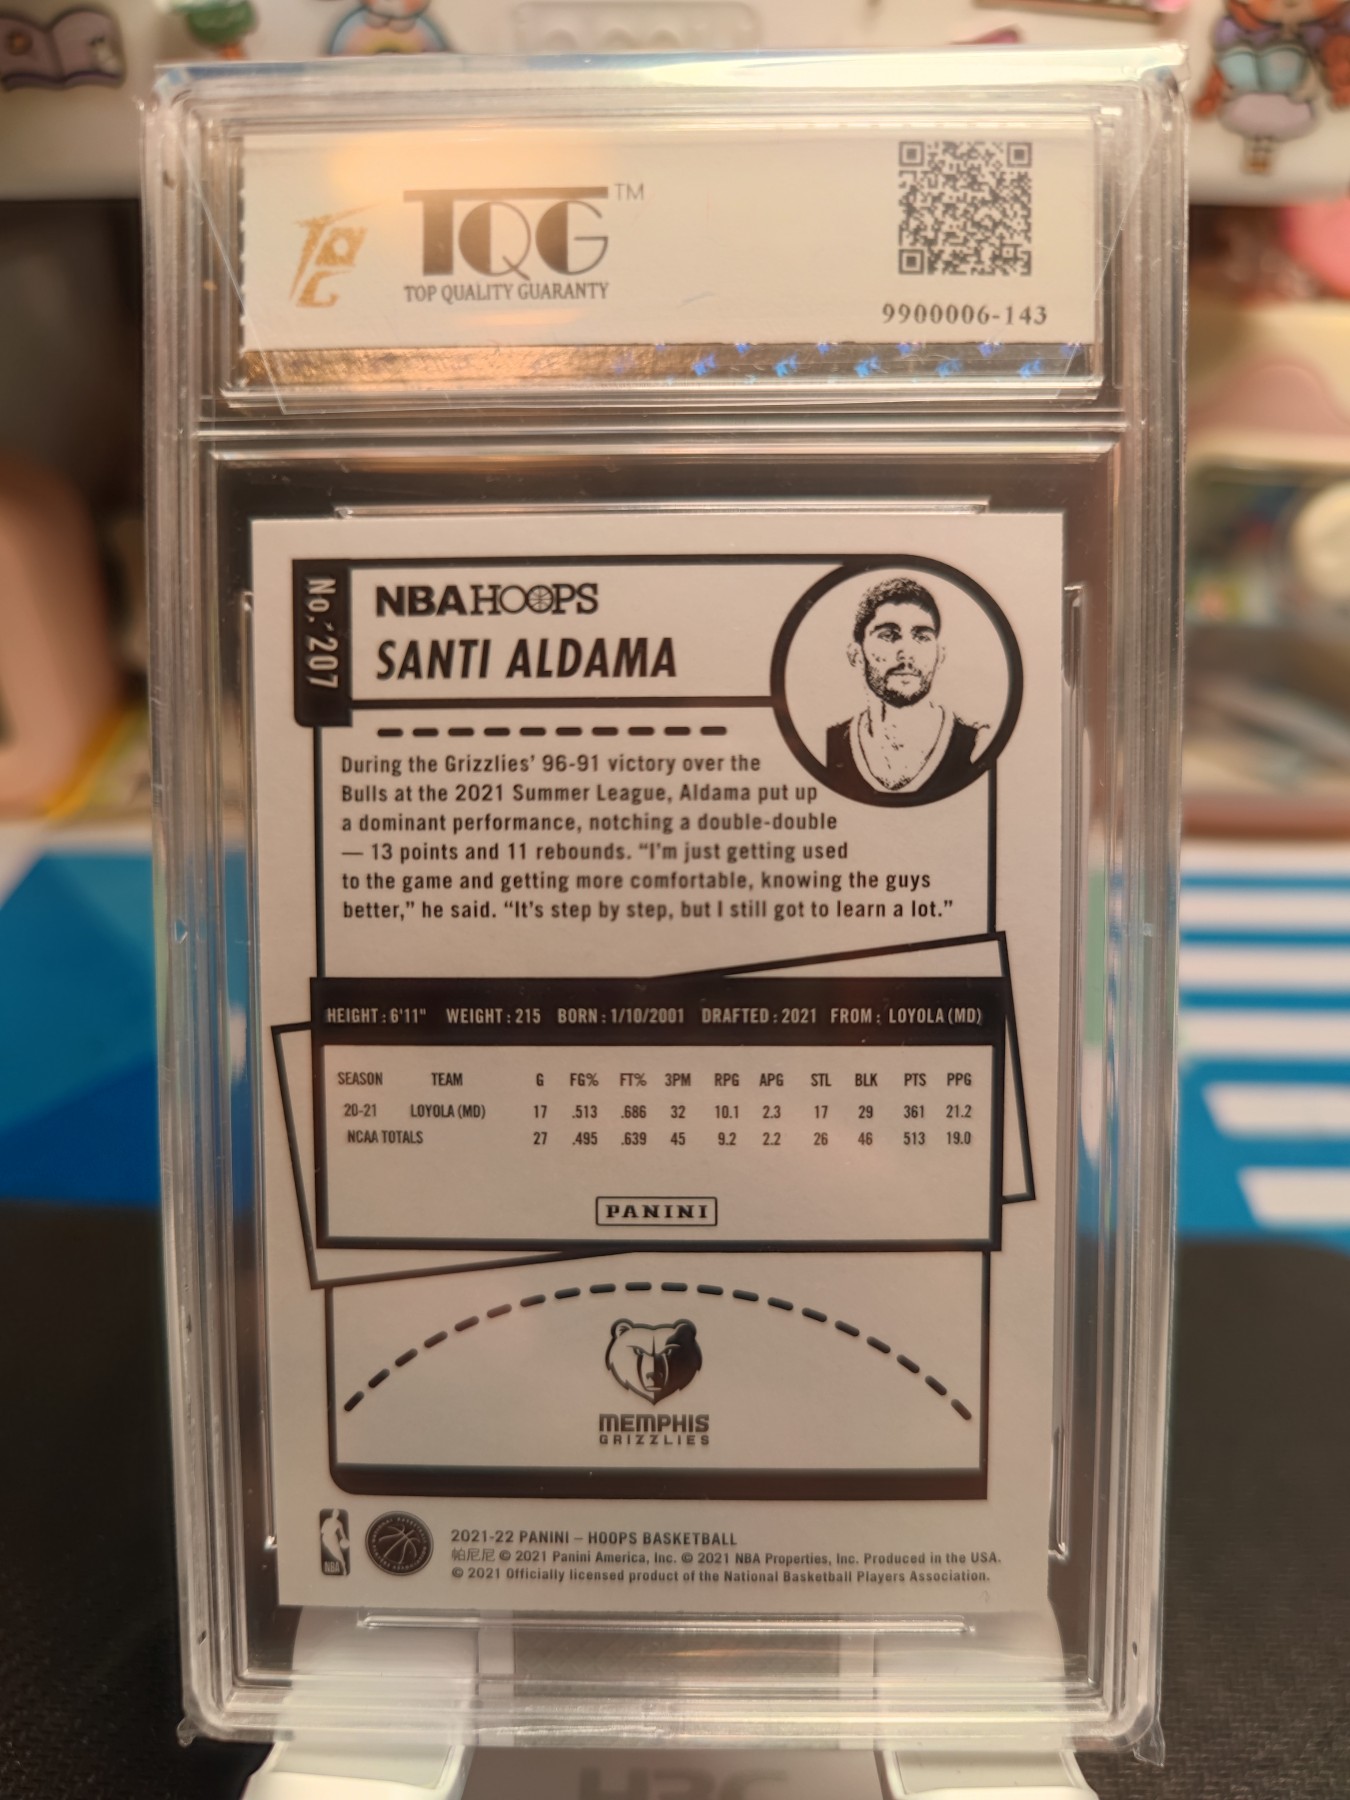 TQG™
TOP QUALITY GUARANTY
9900006-143
No. 207
NBA HOOPS
SANTI ALDAMA
During the Grizzlies' 96-91 victory over the
Bulls at the 2021 Summer League, Aldama put up
a dominant performance, notching a double-double
— 13 points and 11 rebounds. “I'm just getting used
to the game and getting more comfortable, knowing the guys
better,” he said. “It's step by step, but I still got to learn a lot.”
HEIGHT: 6'11" WEIGHT: 215 BORN: 1/10/2001 DRAFTED: 2021 FROM: LOYOLA (MD)
SEASON TEAM G FG% FT% 3PM RPG APG STL BLK PTS PPG
20-21 LOYOLA (MD) 17 .513 .686 32 10.1 2.3 17 29 361 21.2
NCAA TOTALS 27 .495 .639 45 9.2 2.2 26 46 513 19.0
PANINI
MEMPHIS
GRIZZLIES
NBA
2021-22 PANINI – HOOPS BASKETBALL
帕尼尼 © 2021 Panini America, Inc. © 2021 NBA Properties, Inc. Produced in the USA.
© 2021 Officially licensed product of the National Basketball Players Association.